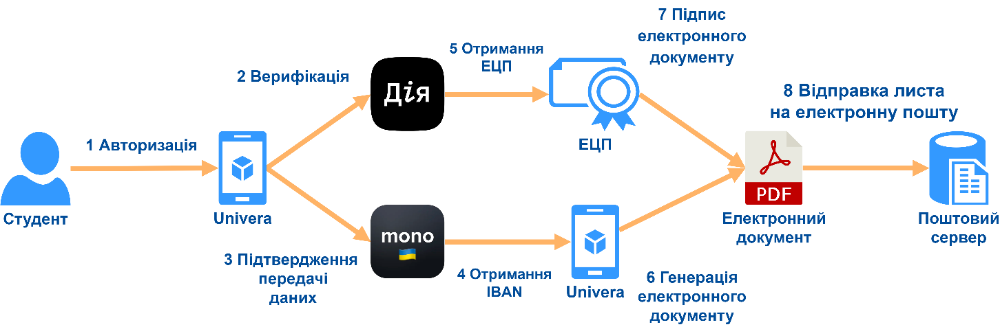 1 Авторизація
Студент
Univera
2 Верифікація
Дія
3 Підтвердження
передачі
даних
mono
4 Отримання
IBAN
Univera
5 Отримання
ЕЦП
ЕЦП
6 Генерація
електронного
документу
7 Підпис
електронного
документу
PDF
Електронний
документ
8 Відправка листа
на електронну пошту
Поштовий
сервер